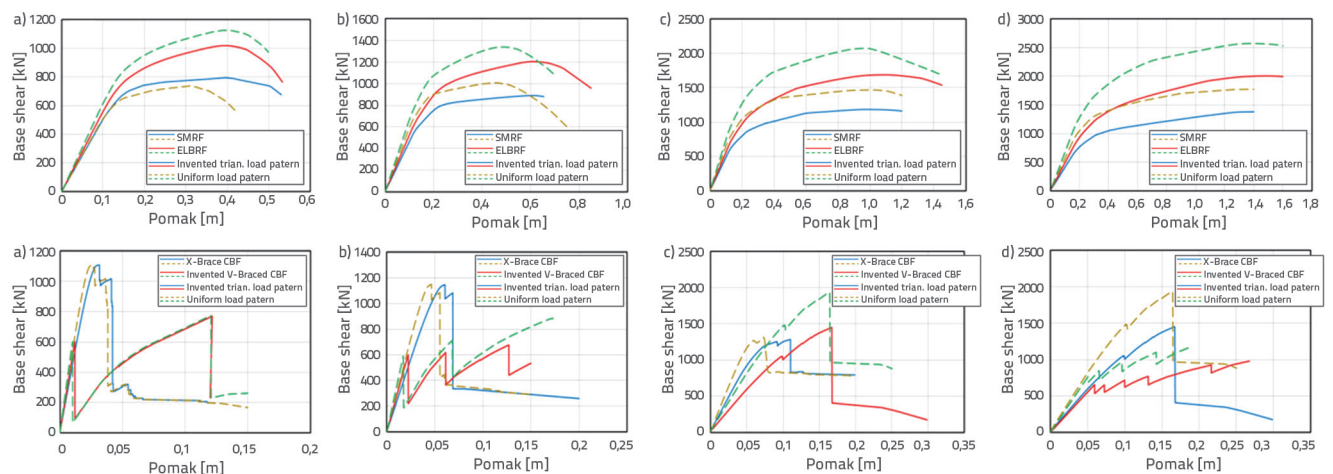 a)
Base shear [kN]
1200
1000
800
600
400
200
0
0 0,1 0,2 0,3 0,4 0,5 0,6
Pomak [m]
SMRF
ELBRF
Invented trian. load patern
Uniform load patern
b)
Base shear [kN]
1600
1400
1200
1000
800
600
400
200
0
0 0,2 0,4 0,6 0,8 1,0
Pomak [m]
SMRF
ELBRF
Invented trian. load patern
Uniform load patern
c)
Base shear [kN]
2500
2000
1500
1000
500
0
0 0,2 0,4 0,6 0,8 1,0 1,2 1,4 1,6
Pomak [m]
SMRF
ELBRF
Invented trian. load patern
Uniform load patern
d)
Base shear [kN]
3000
2500
2000
1500
1000
500
0
0 0,2 0,4 0,6 0,8 1,0 1,2 1,4 1,6 1,8
Pomak [m]
SMRF
ELBRF
Invented trian. load patern
Uniform load patern
a)
Base shear [kN]
1200
1000
800
600
400
200
0
0 0,05 0,1 0,15 0,2
Pomak [m]
X-Brace CBF
Invented V-Braced CBF
Invented trian. load patern
Uniform load patern
b)
Base shear [kN]
1400
1200
1000
800
600
400
200
0
0 0,05 0,1 0,15 0,20 0,25
Pomak [m]
X-Brace CBF
Invented V-Braced CBF
Invented trian. load patern
Uniform load patern
c)
Base shear [kN]
2500
2000
1500
1000
500
0
0 0,05 0,1 0,15 0,2 0,25 0,3 0,35
Pomak [m]
X-Brace CBF
Invented V-Braced CBF
Invented trian. load patern
Uniform load patern
d)
Base shear [kN]
2500
2000
1500
1000
500
0
0 0,05 0,1 0,15 0,2 0,25 0,3 0,35
Pomak [m]
X-Brace CBF
Invented V-Braced CBF
Invented trian. load patern
Uniform load patern